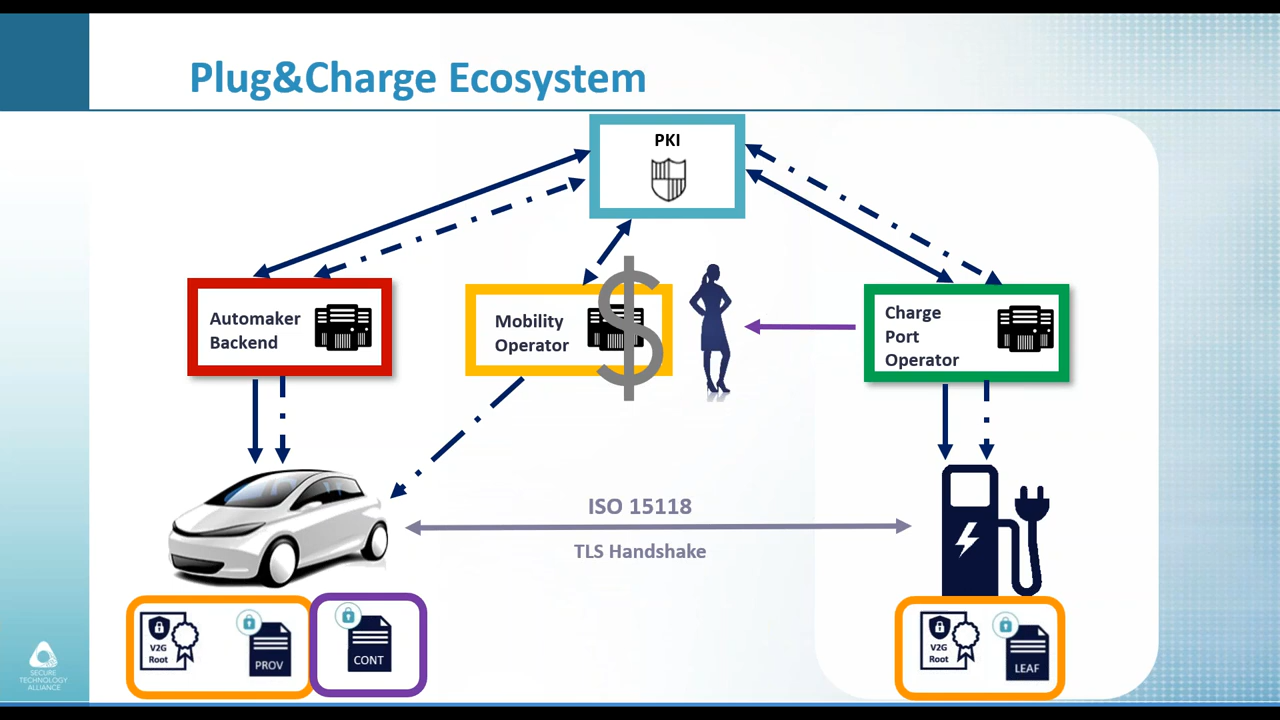 Plug&Charge Ecosystem
PKI
Automaker
Backend
Mobility
Operator
$
Charge
Port
Operator
ISO 15118
TLS Handshake
V2G
Root
PROV
CONT
V2G
Root
LEAF
SECURE
TECHNOLOGY
ALLIANCE